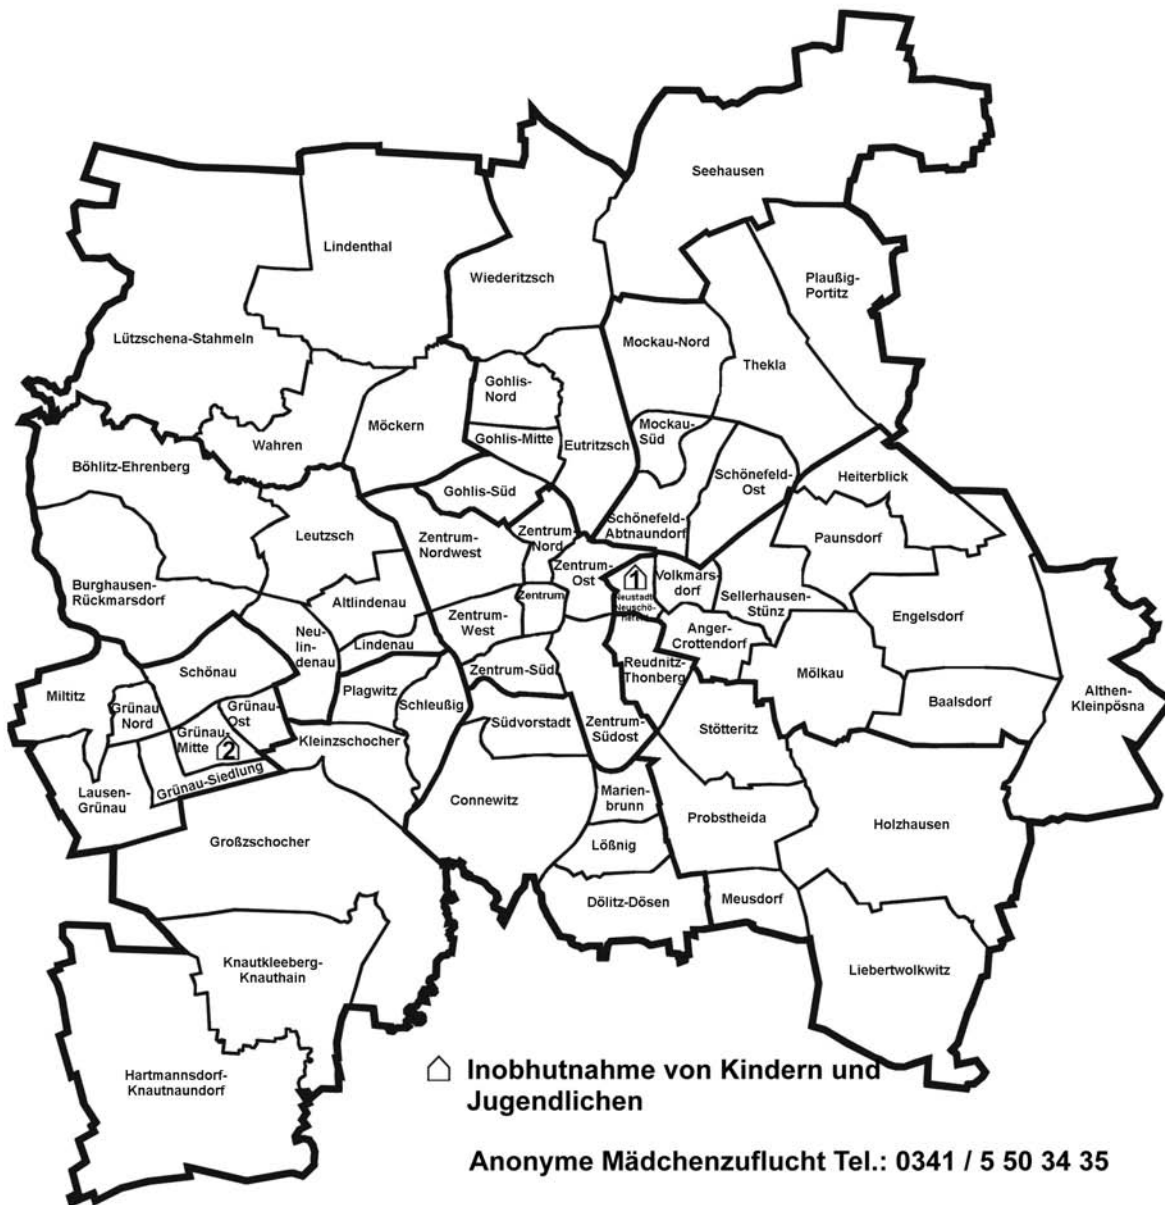 Seehausen
Lindenthal
Wiederitzsch
Plaußig-
Portitz
Lützschena-Stahmeln
Mockau-Nord
Thekla
Gohlis-
Nord
Möckern
Wahren
Gohlis-Mitte
Eutritzsch
Mockau-
Süd
Böhlitz-Ehrenberg
Schönefeld-
Ost
Heiterblick
Gohlis-Süd
Schönefeld-
Abtnaundorf
Leutzsch
Zentrum-
Nordwest
Zentrum-
Nord
Paunsdorf
Zentrum-
Ost
1
Volkmars-
dorf
Burghausen-
Rückmarsdorf
Altlindenau
Zentrum
Neustadt
Neuschö-
Sellerhausen-
Stünz
Engelsdorf
Zentrum-
West
Anger-
Crottendorf
Neu-
lin-
denau
Lindenau
Schönau
Zentrum-Süd
Reudnitz-
Thonberg
Mölkau
Miltitz
Plagwitz
Schleußig
Baalsdorf
Althen-
Kleinpösna
Grünau
Nord
Grünau-
Ost
Südvorstadt
Zentrum-
Südost
Stötteritz
Grünau-
Mitte
2
Kleinzschocher
Grünau-Siedlung
Lausen-
Grünau
Connewitz
Marien-
brunn
Probstheida
Holzhausen
Großzschocher
Lößnig
Dölitz-Dösen
Meusdorf
Knautkleeberg-
Knauthain
Liebertwolkwitz
Hartmannsdorf-
Knautnaundorf
Inobhutnahme von Kindern und
Jugendlichen
Anonyme Mädchenzuflucht Tel.: 0341 / 5 50 34 35